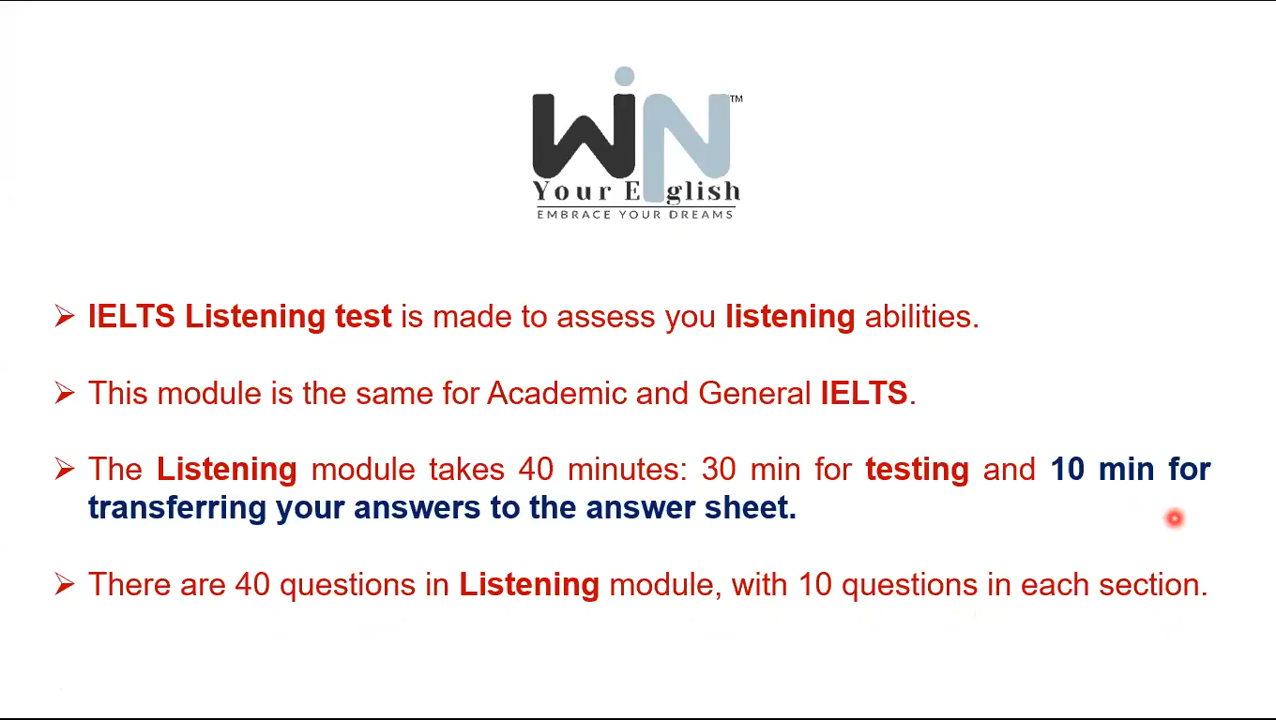 WiN™
Your English
EMBRACE YOUR DREAMS
➢ IELTS Listening test is made to assess you listening abilities.
➢ This module is the same for Academic and General IELTS.
➢ The Listening module takes 40 minutes: 30 min for testing and 10 min for
transferring your answers to the answer sheet.
➢ There are 40 questions in Listening module, with 10 questions in each section.